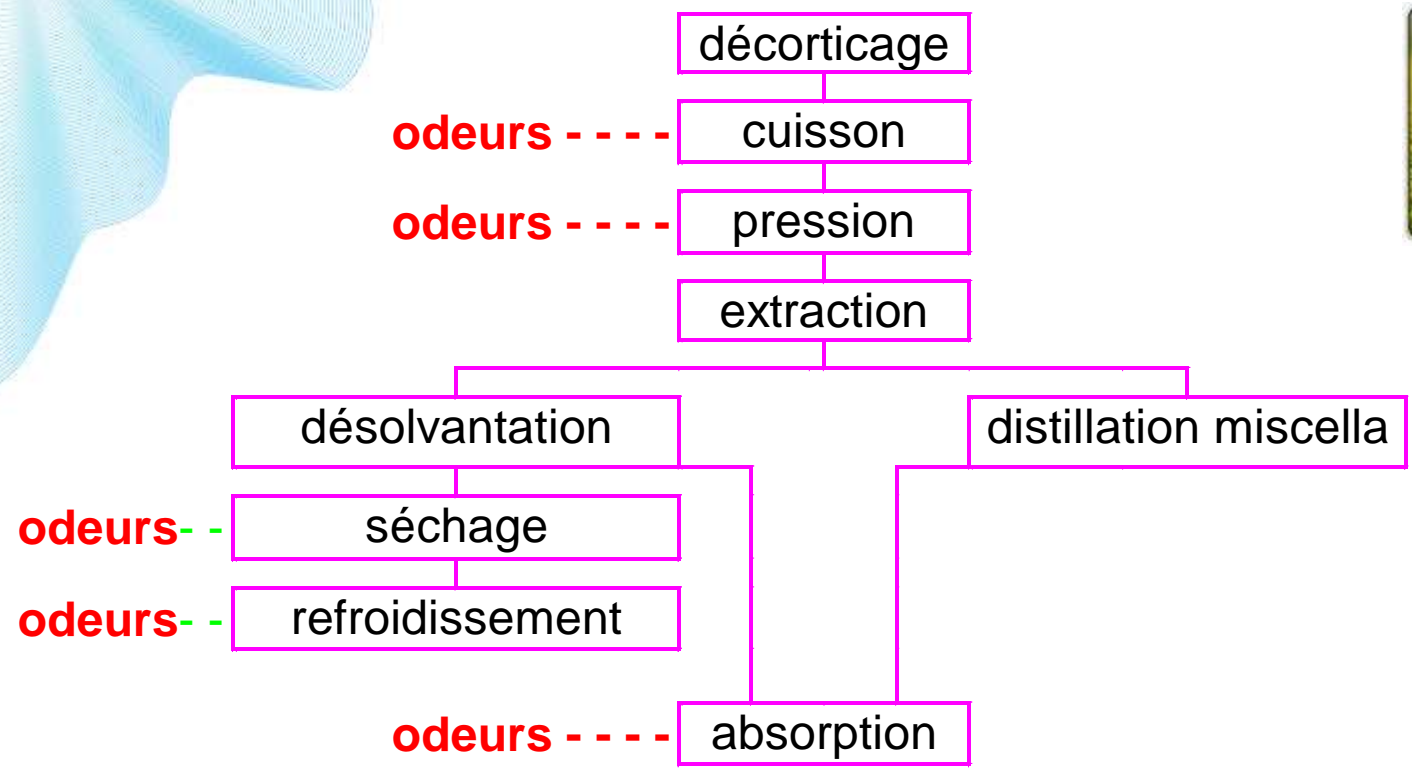 décorticage
odeurs - - - - cuisson
odeurs - - - - pression
extraction
désolvantation distillation miscella
odeurs- - séchage
odeurs- - refroidissement
odeurs - - - - absorption